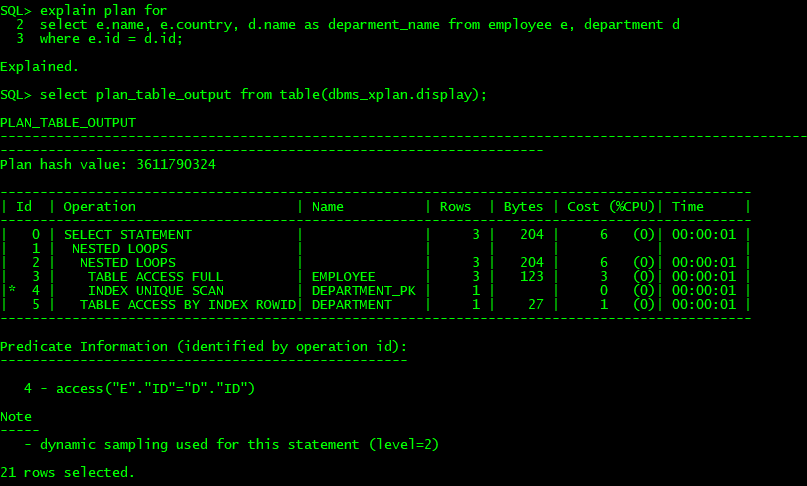 SQL> explain plan for
  2  select e.name, e.country, d.name as deparment_name from employee e, department d
  3  where e.id = d.id;
Explained.
SQL> select plan_table_output from table(dbms_xplan.display);
PLAN_TABLE_OUTPUT
-----------------------------------------------------------------------------------------------------
--------------------------------------------------------------------
Plan hash value: 3611790324
----------------------------------------------------------------------------------------------
| Id  | Operation                    | Name          | Rows  | Bytes | Cost (%CPU)| Time     |
----------------------------------------------------------------------------------------------
|   0 | SELECT STATEMENT             |               |     3 |   204 |     6   (0)| 00:00:01 |
|   1 |  NESTED LOOPS                |               |       |       |            |          |
|   2 |   NESTED LOOPS               |               |     3 |   204 |     6   (0)| 00:00:01 |
|   3 |    TABLE ACCESS FULL         | EMPLOYEE      |     3 |   123 |     3   (0)| 00:00:01 |
|*  4 |    INDEX UNIQUE SCAN         | DEPARTMENT_PK |     1 |       |     0   (0)| 00:00:01 |
|   5 |   TABLE ACCESS BY INDEX ROWID| DEPARTMENT    |     1 |    27 |     1   (0)| 00:00:01 |
----------------------------------------------------------------------------------------------
Predicate Information (identified by operation id):
---------------------------------------------------
   4 - access("E"."ID"="D"."ID")
Note
-----
   - dynamic sampling used for this statement (level=2)
21 rows selected.